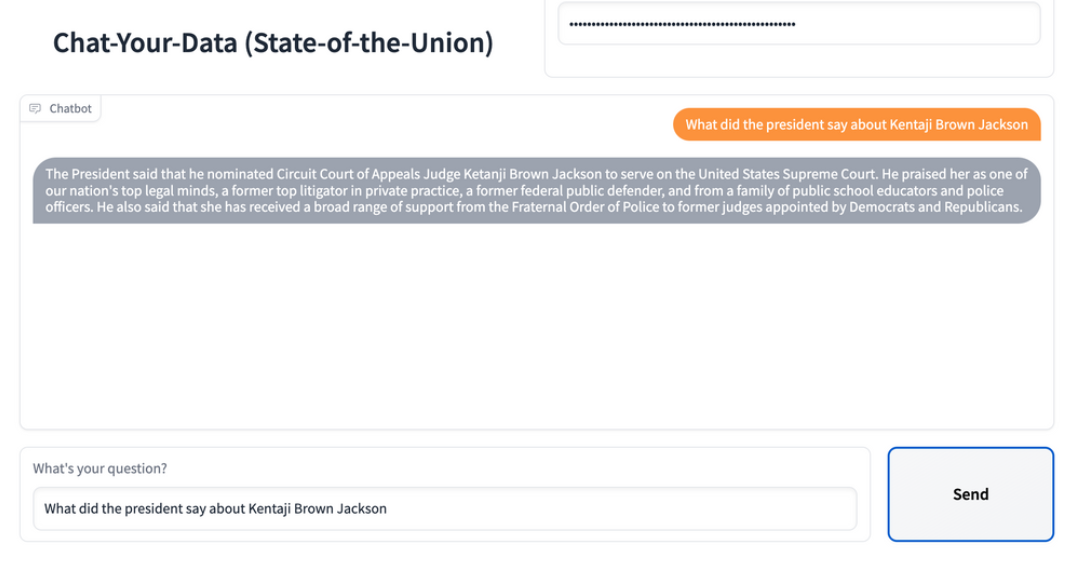 Chat-Your-Data (State-of-the-Union)
Chatbot
What did the president say about Kentaji Brown Jackson
The President said that he nominated Circuit Court of Appeals Judge Ketanji Brown Jackson to serve on the United States Supreme Court. He praised her as one of
our nation's top legal minds, a former top litigator in private practice, a former federal public defender, and from a family of public school educators and police
officers. He also said that she has received a broad range of support from the Fraternal Order of Police to former judges appointed by Democrats and Republicans.
What's your question?
What did the president say about Kentaji Brown Jackson
Send